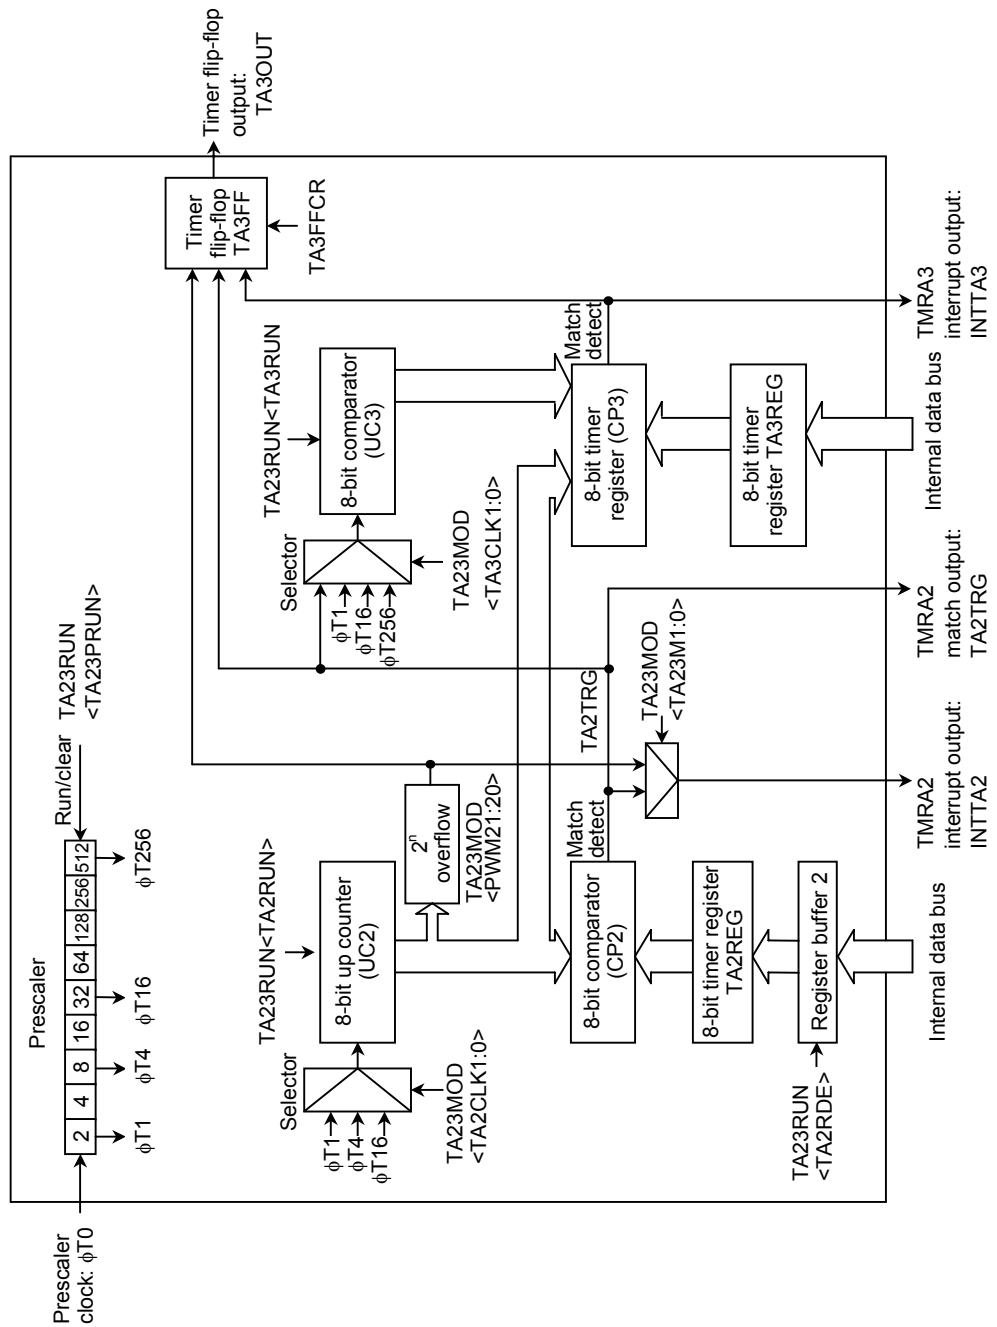 Prescaler
Prescaler
clock: ϕT0
2
4
8
16
32
64
128
256
512
Run/clear
TA23RUN
<TA23PRUN>
ϕT1
ϕT4
ϕT16
ϕT256
Timer flip-flop
output:
TA3OUT
Timer
flip-flop
TA3FF
TA3FFCR
Selector
ϕT1
ϕT4
ϕT16
TA23MOD
<TA2CLK1:0>
TA23RUN<TA2RUN>
8-bit up counter
(UC2)
2n
overflow
TA23MOD
<PWM21:20>
Selector
ϕT1
ϕT16
ϕT256
TA23MOD
<TA3CLK1:0>
TA23RUN<TA3RUN
8-bit comparator
(UC3)
8-bit comparator
(CP2)
Match
detect
TA2TRG
8-bit timer
register (CP3)
Match
detect
TA23MOD
<TA23M1:0>
8-bit timer register
TA2REG
8-bit timer
register TA3REG
Register buffer 2
TA23RUN
<TA2RDE>
Internal data bus
TMRA2
interrupt output:
INTTA2
TMRA2
match output:
TA2TRG
Internal data bus
TMRA3
interrupt output:
INTTA3